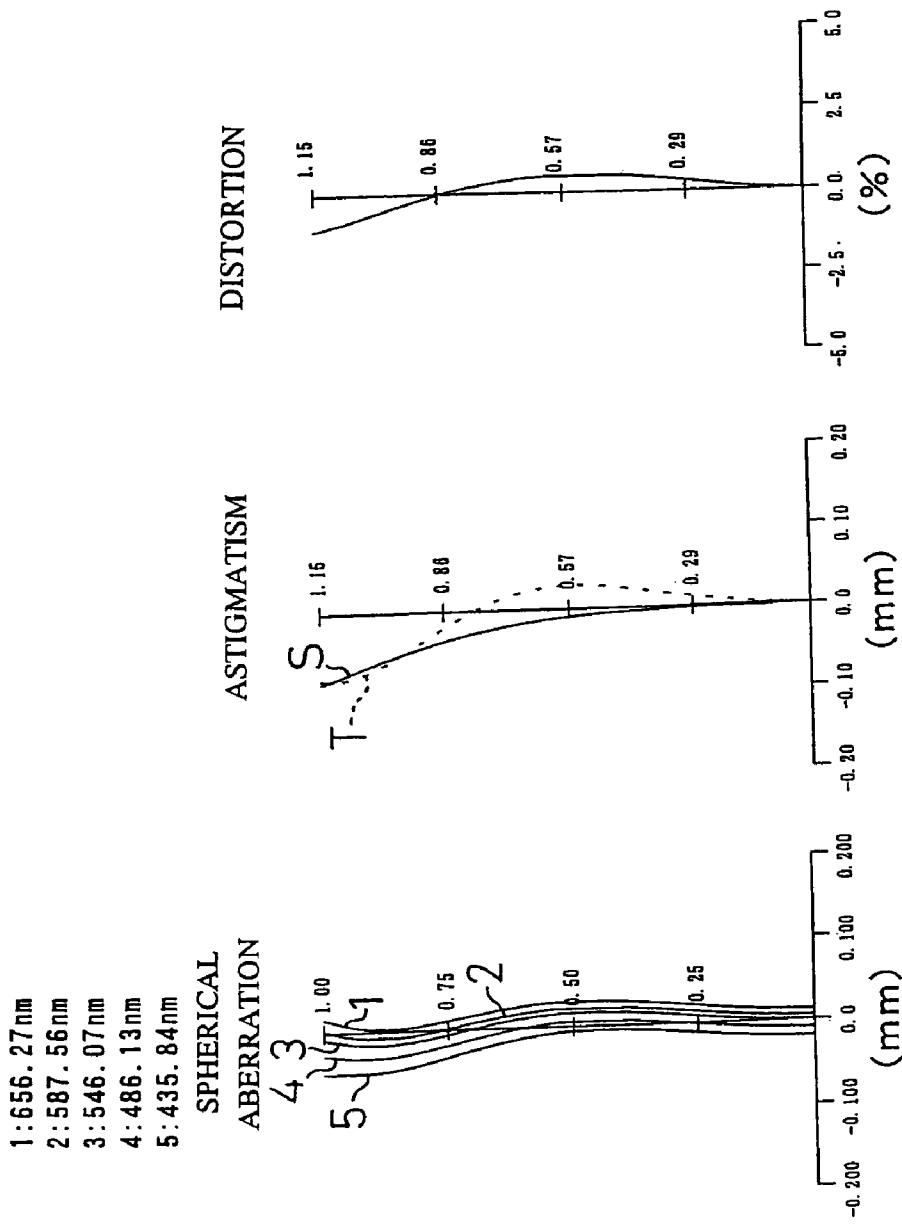 1:656.27nm
2:587.56nm
3:546.07nm
4:486.13nm
5:435.84nm
SPHERICAL
ABERRATION
1.00
0.75
0.50
0.25
1
2
3
4
5
-0.200
-0.100
0.0
0.100
0.200
(mm)
ASTIGMATISM
1.15
0.86
0.57
0.29
S
T
-0.20
-0.10
0.0
0.10
0.20
(mm)
DISTORTION
1.15
0.86
0.57
0.29
-5.0
-2.5
0.0
2.5
5.0
(%)